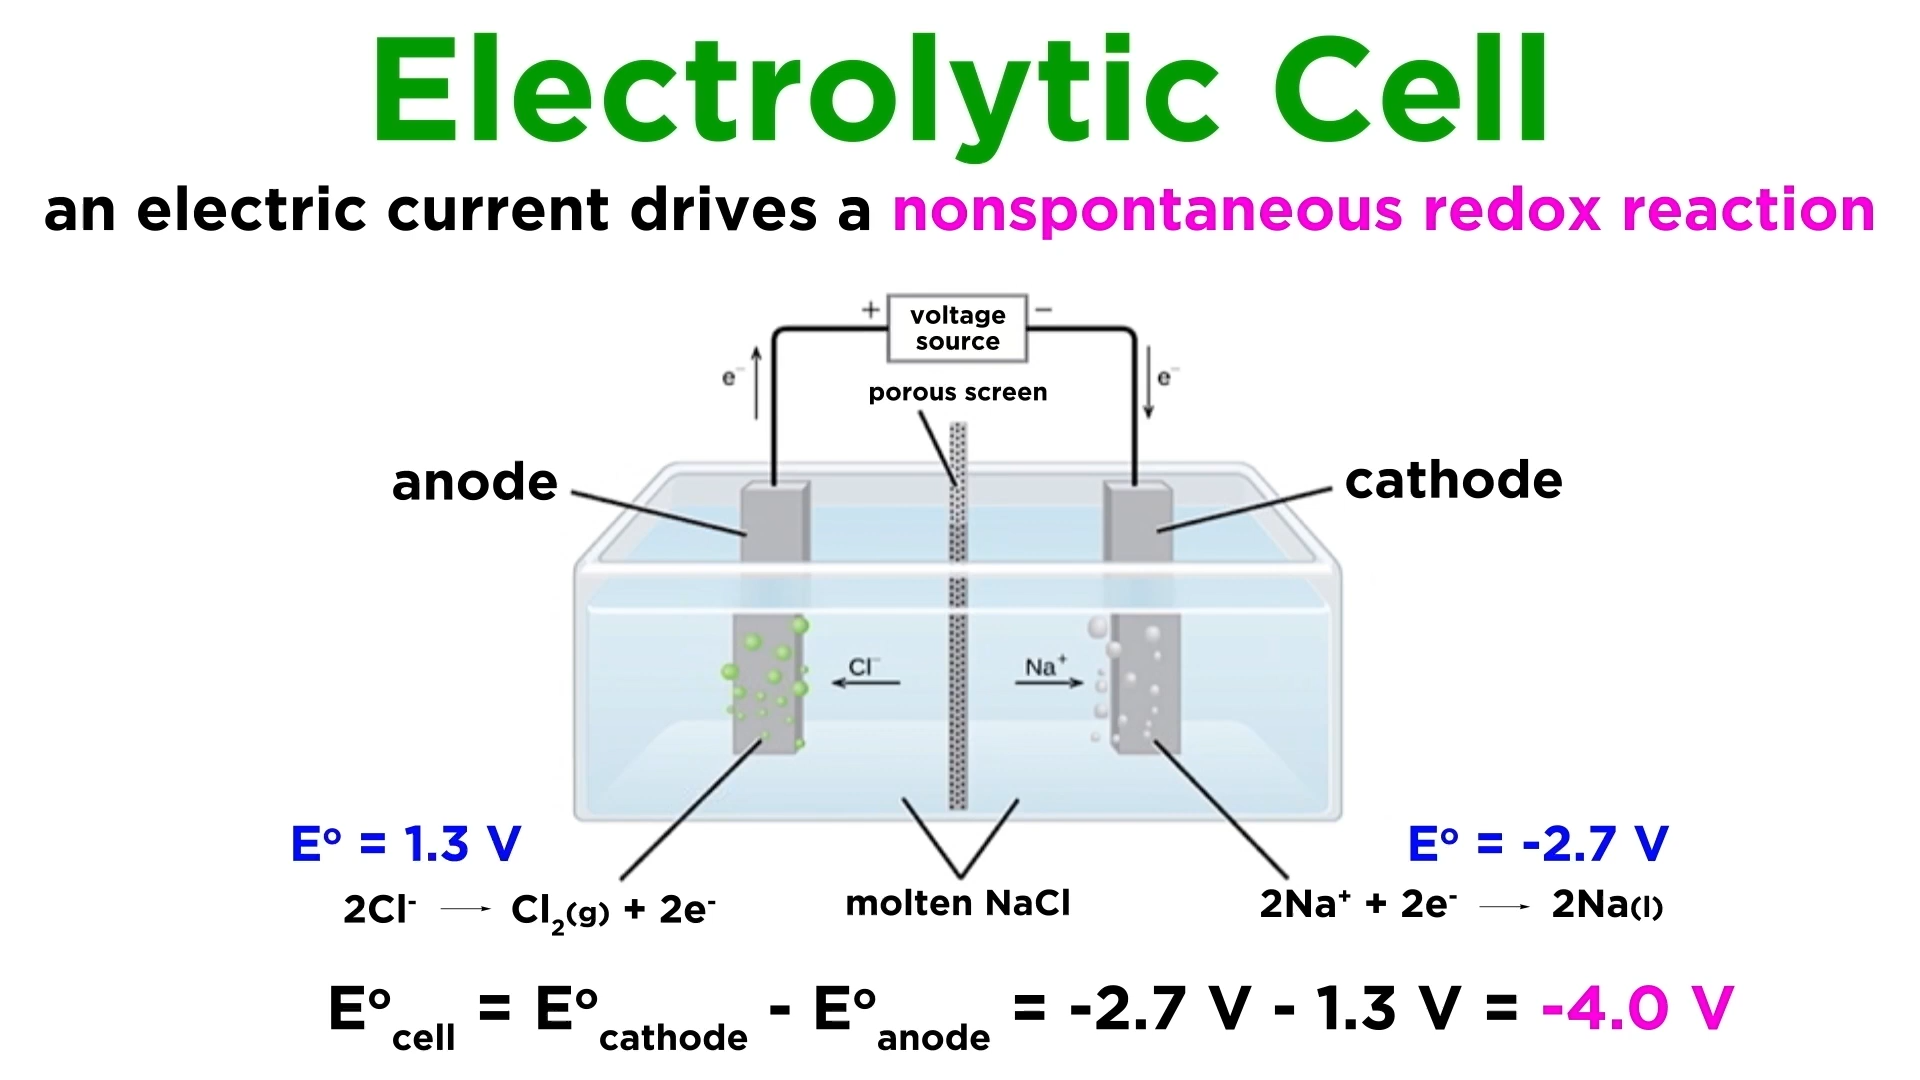 Electrolytic Cell
an electric current drives a nonspontaneous redox reaction
+ voltage source −
e⁻
e⁻
porous screen
anode
cathode
Cl⁻
Na⁺
E° = 1.3 V
E° = -2.7 V
2Cl⁻ → Cl₂(g) + 2e⁻
molten NaCl
2Na⁺ + 2e⁻ → 2Na(l)
E°cell = E°cathode - E°anode = -2.7 V - 1.3 V = -4.0 V